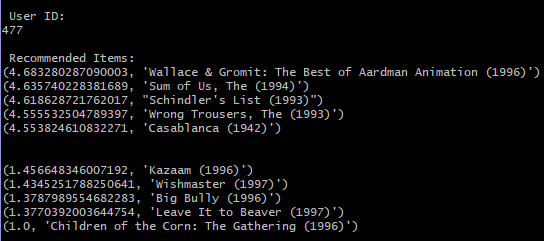 User ID:
477
Recommended Items:
(4.683280287090003, 'Wallace & Gromit: The Best of Aardman Animation (1996)')
(4.635740228381689, 'Sum of Us, The (1994)')
(4.618628721762017, "Schindler's List (1993)")
(4.555532504789397, 'Wrong Trousers, The (1993)')
(4.553824610832271, 'Casablanca (1942)')
(1.456648346007192, 'Kazaam (1996)')
(1.4345251788250641, 'Wishmaster (1997)')
(1.3787989554682283, 'Big Bully (1996)')
(1.3770392003644754, 'Leave It to Beaver (1997)')
(1.0, 'Children of the Corn: The Gathering (1996)')